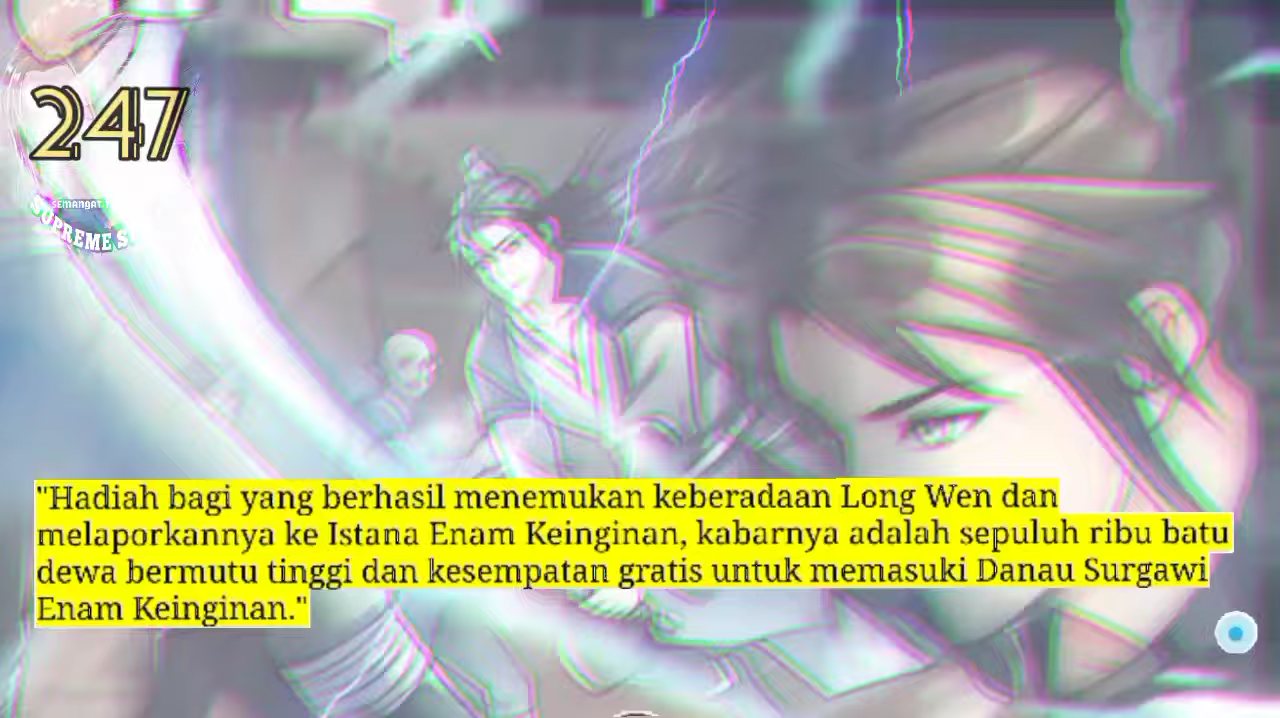 247
SEMANGAT
SUPREME S
"Hadiah bagi yang berhasil menemukan keberadaan Long Wen dan
melaporkannya ke Istana Enam Keinginan, kabarnya adalah sepuluh ribu batu
dewa bermutu tinggi dan kesempatan gratis untuk memasuki Danau Surgawi
Enam Keinginan."